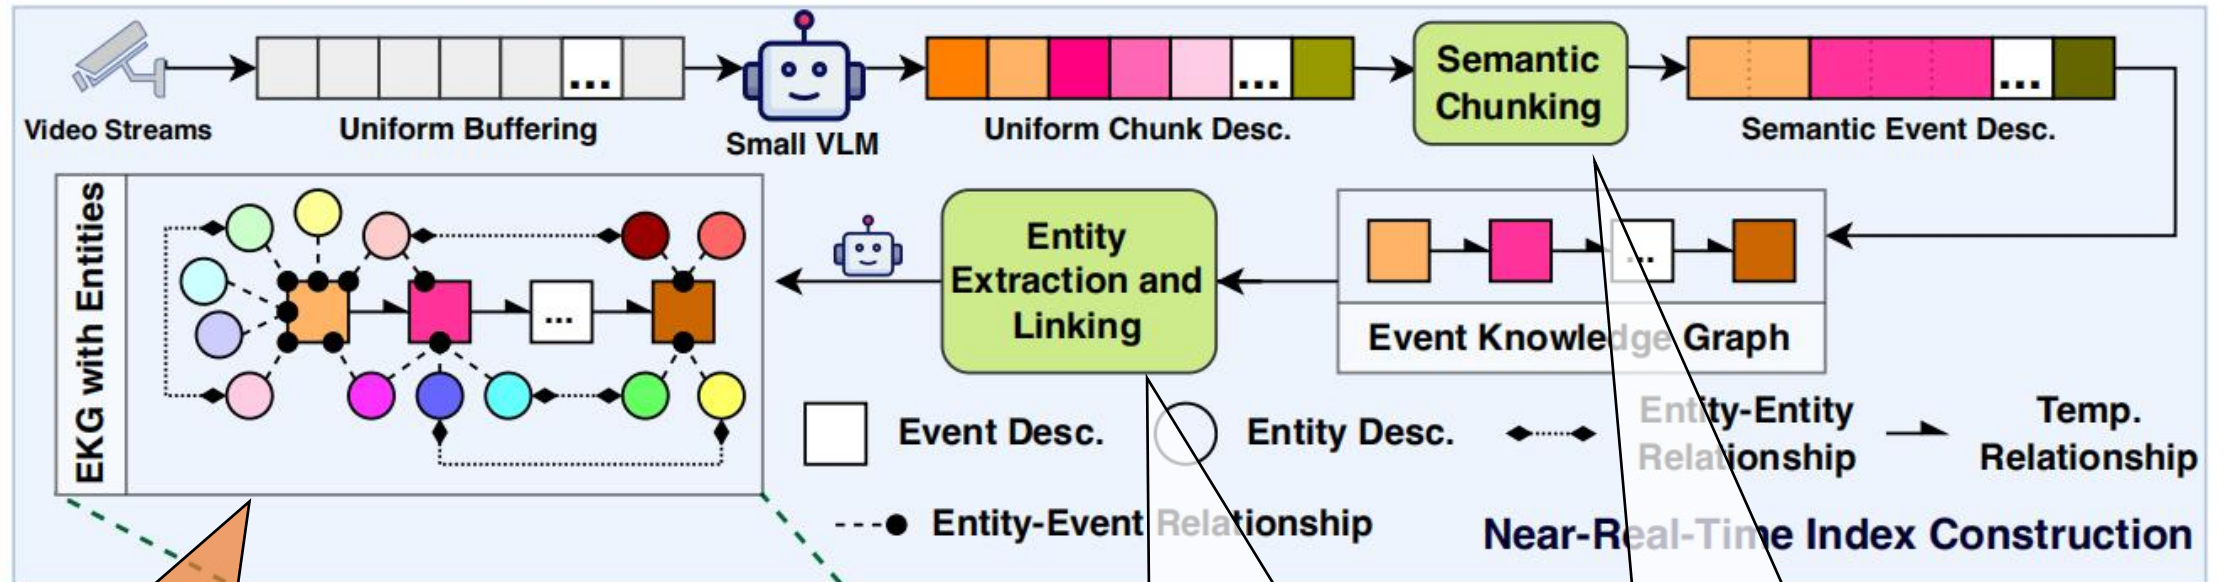 Video Streams
Uniform Buffering
...
Small VLM
Uniform Chunk Desc.
...
Semantic
Chunking
Semantic Event Desc.
...
EKG with Entities
...
Entity
Extraction and
Linking
...
Event Knowledge Graph
Event Desc.
Entity Desc.
Entity-Entity
Relationship
Temp.
Relationship
Entity-Event Relationship
Near-Real-Time Index Construction